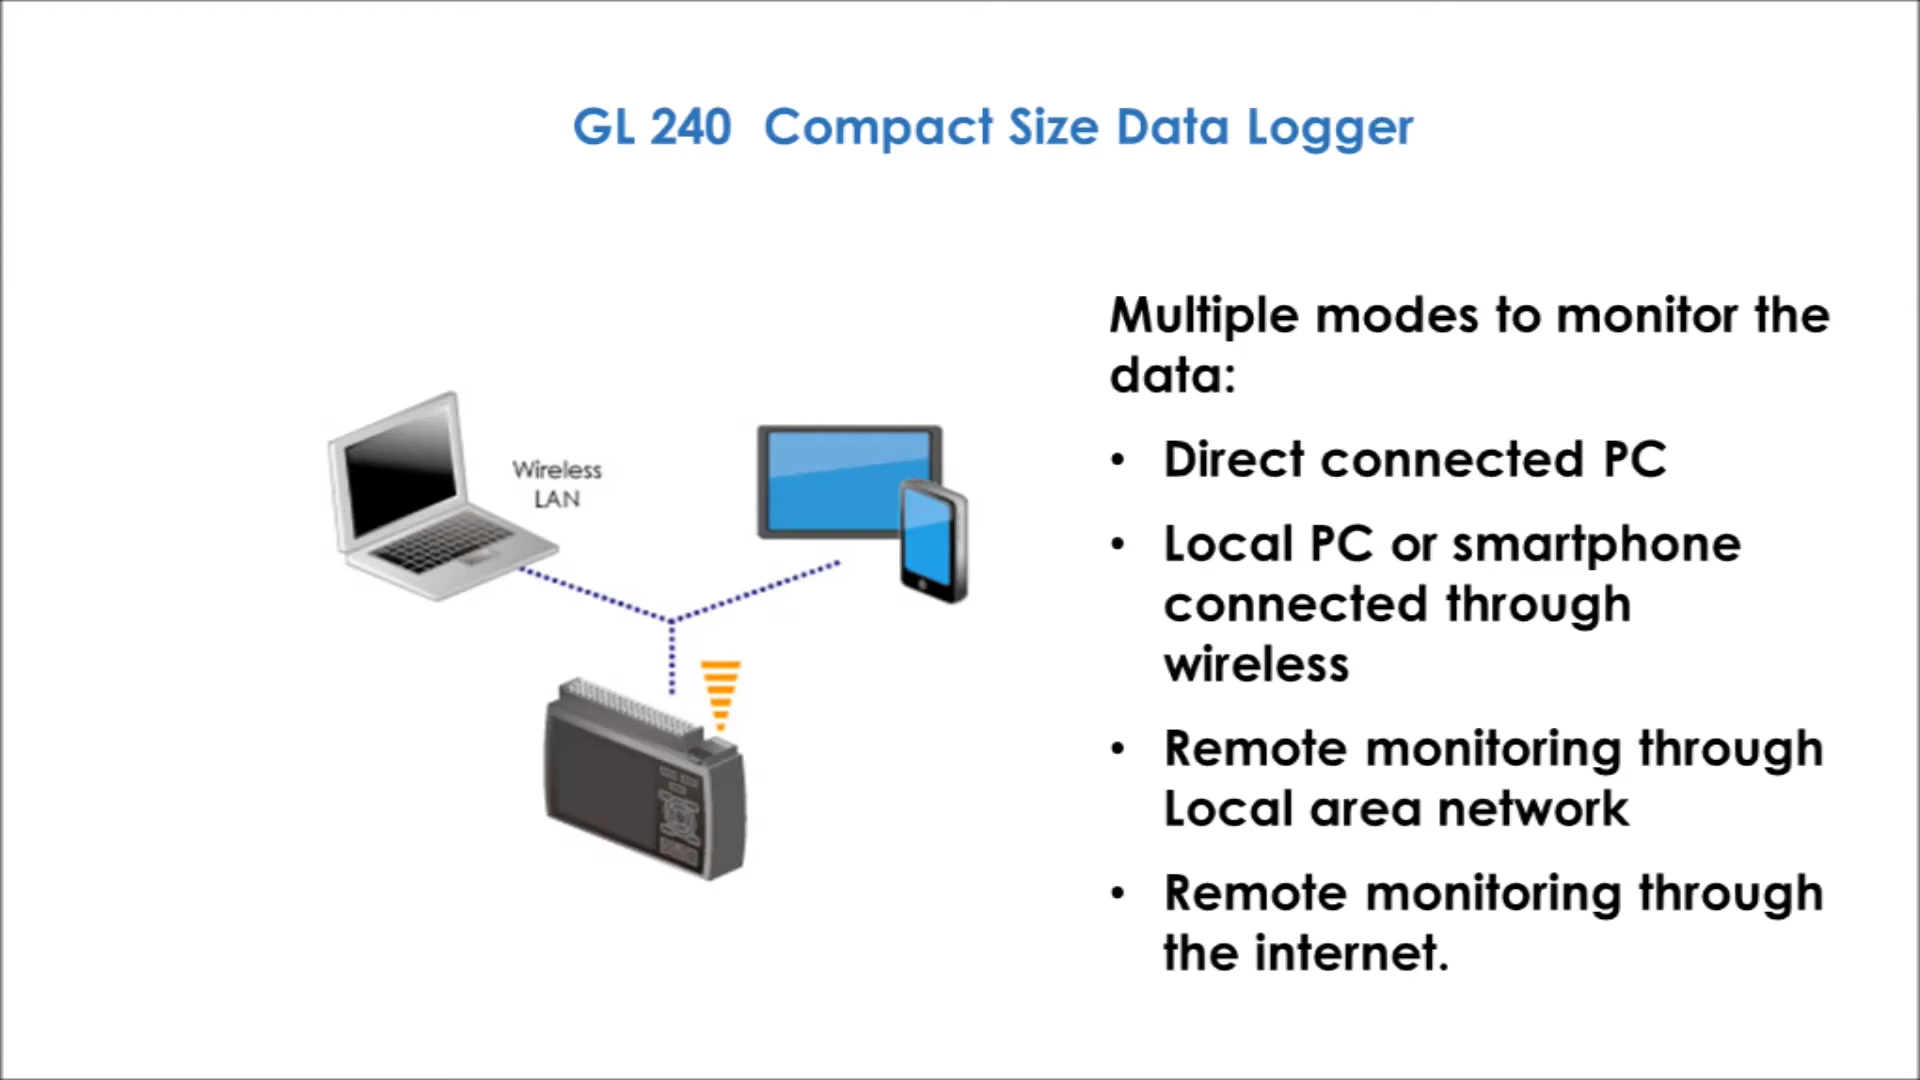 GL 240  Compact Size Data Logger
Wireless
LAN
Multiple modes to monitor the
data:
• Direct connected PC
• Local PC or smartphone
connected through
wireless
• Remote monitoring through
Local area network
• Remote monitoring through
the internet.